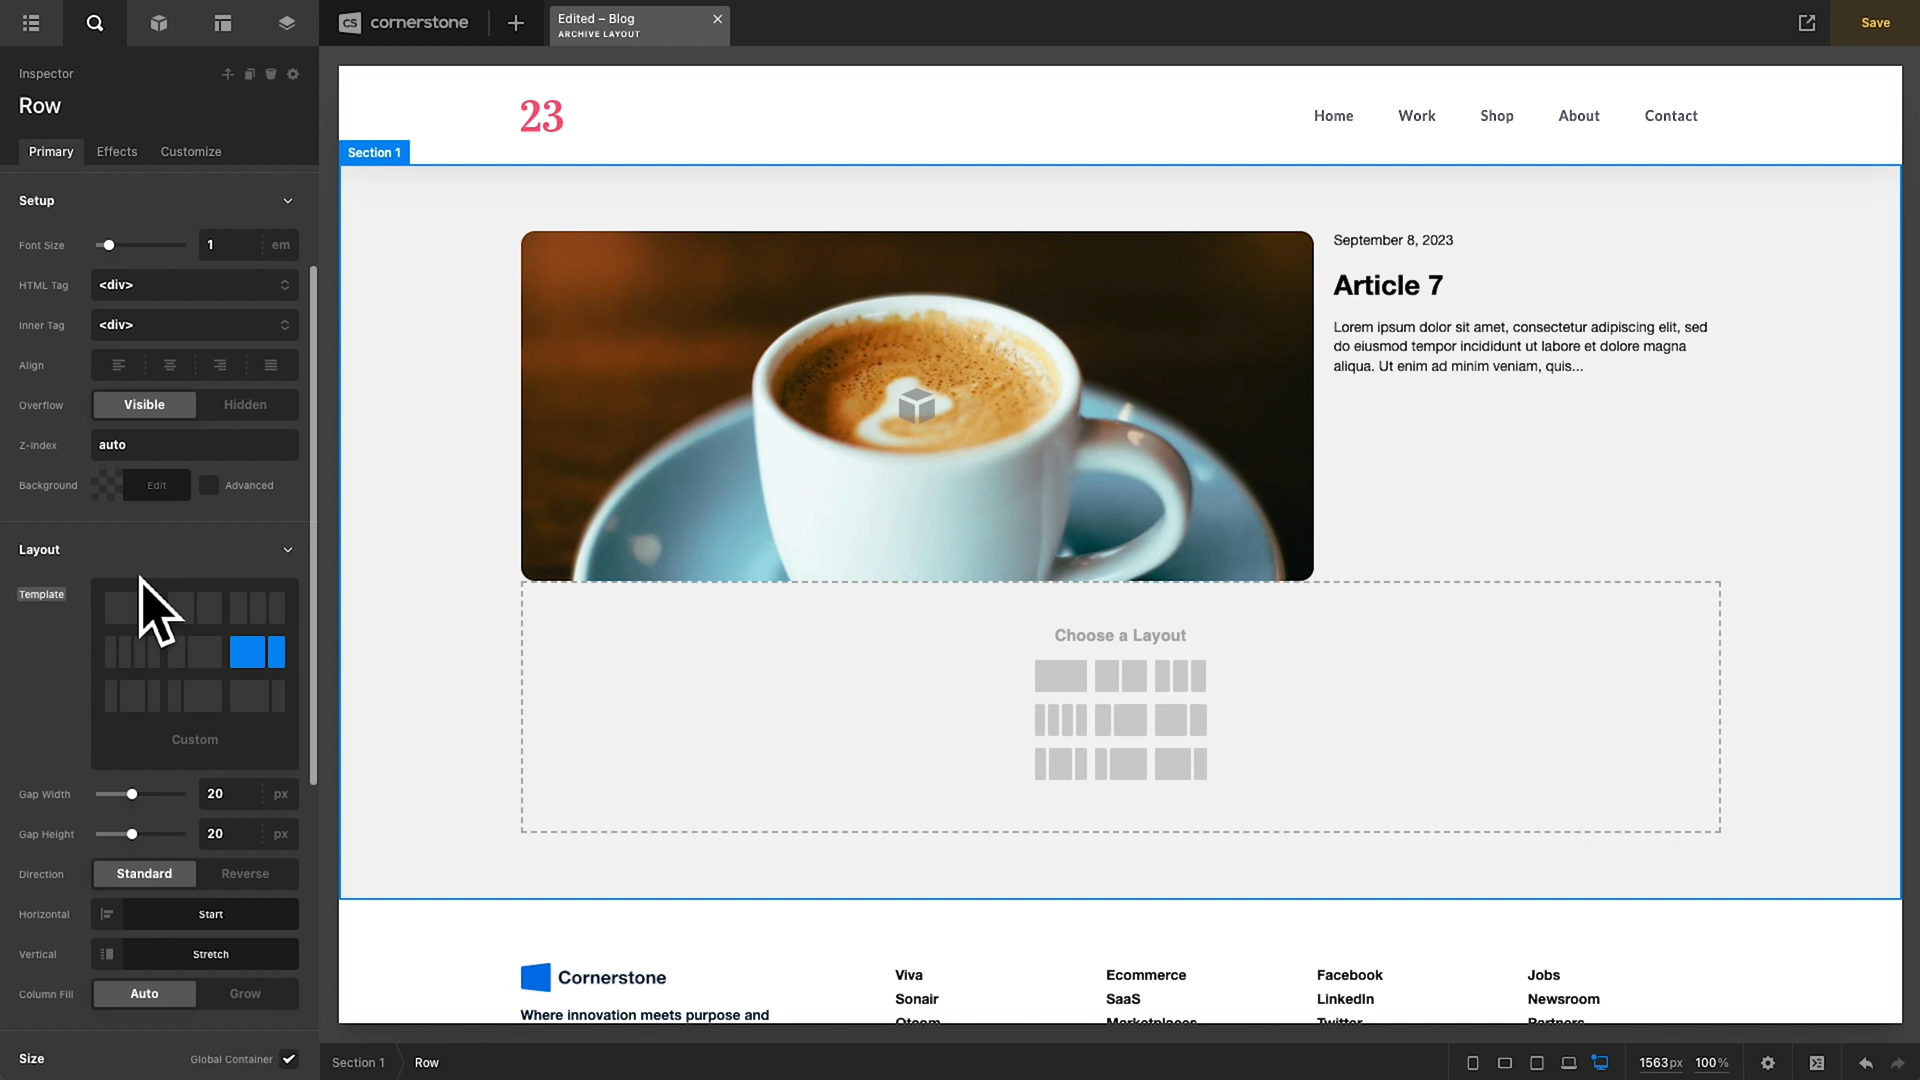 CS cornerstone
Edited – Blog
ARCHIVE LAYOUT
Save
Inspector
Row
Primary Effects Customize
Setup
Font Size 1 em
HTML Tag <div>
Inner Tag <div>
Align
Overflow Visible Hidden
Z-Index auto
Background Edit Advanced
Layout
Template
Custom
Gap Width 20 px
Gap Height 20 px
Direction Standard Reverse
Horizontal Start
Vertical Stretch
Column Fill Auto Grow
Size Global Container
23
Home Work Shop About Contact
Section 1
September 8, 2023
Article 7
Lorem ipsum dolor sit amet, consectetur adipiscing elit, sed
do eiusmod tempor incididunt ut labore et dolore magna
aliqua. Ut enim ad minim veniam, quis...
Choose a Layout
Cornerstone
Where innovation meets purpose and
Viva
Sonair
Ecommerce
SaaS
Marketplaces
Facebook
LinkedIn
Twitter
Jobs
Newsroom
Partners
Section 1 Row
1563px 100%